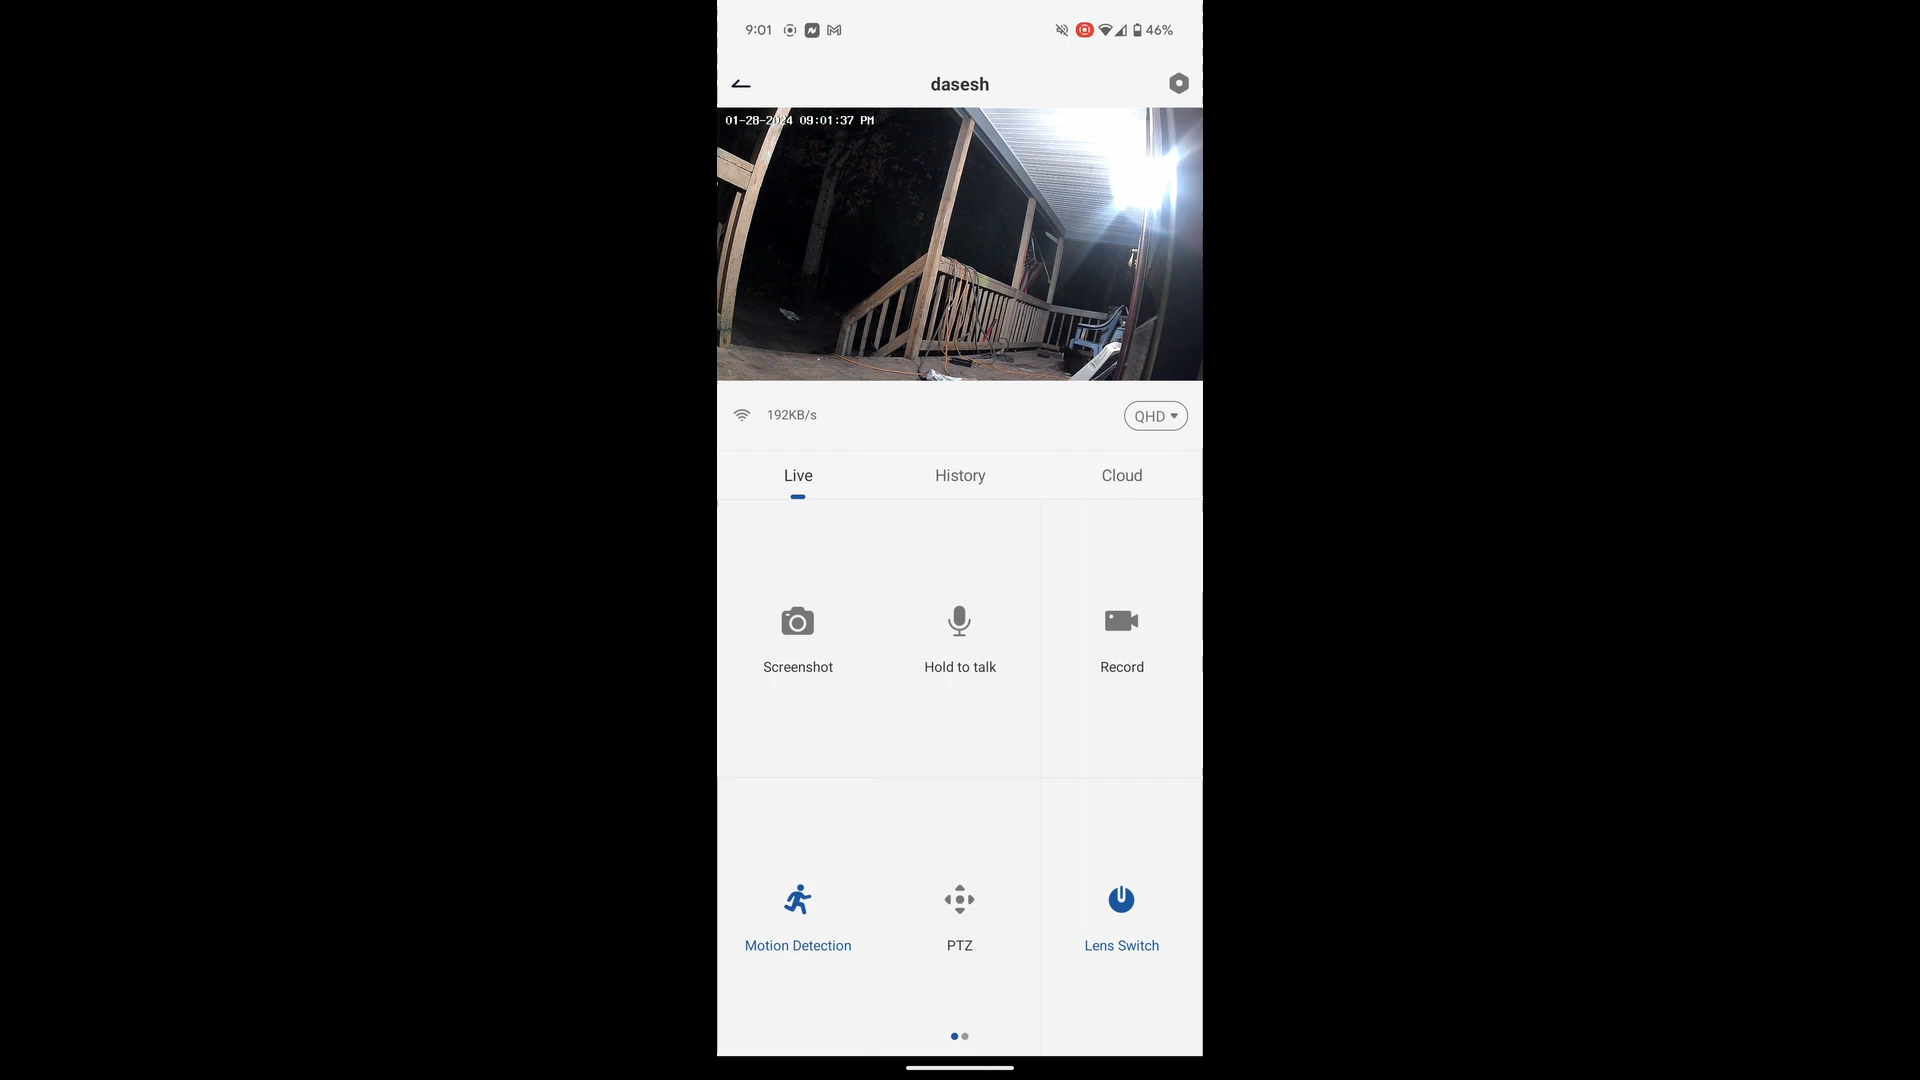 9:01
46%
dasesh
01-28-2024 09:01:37 PM
192KB/s
QHD
Live
History
Cloud
Screenshot
Hold to talk
Record
Motion Detection
PTZ
Lens Switch